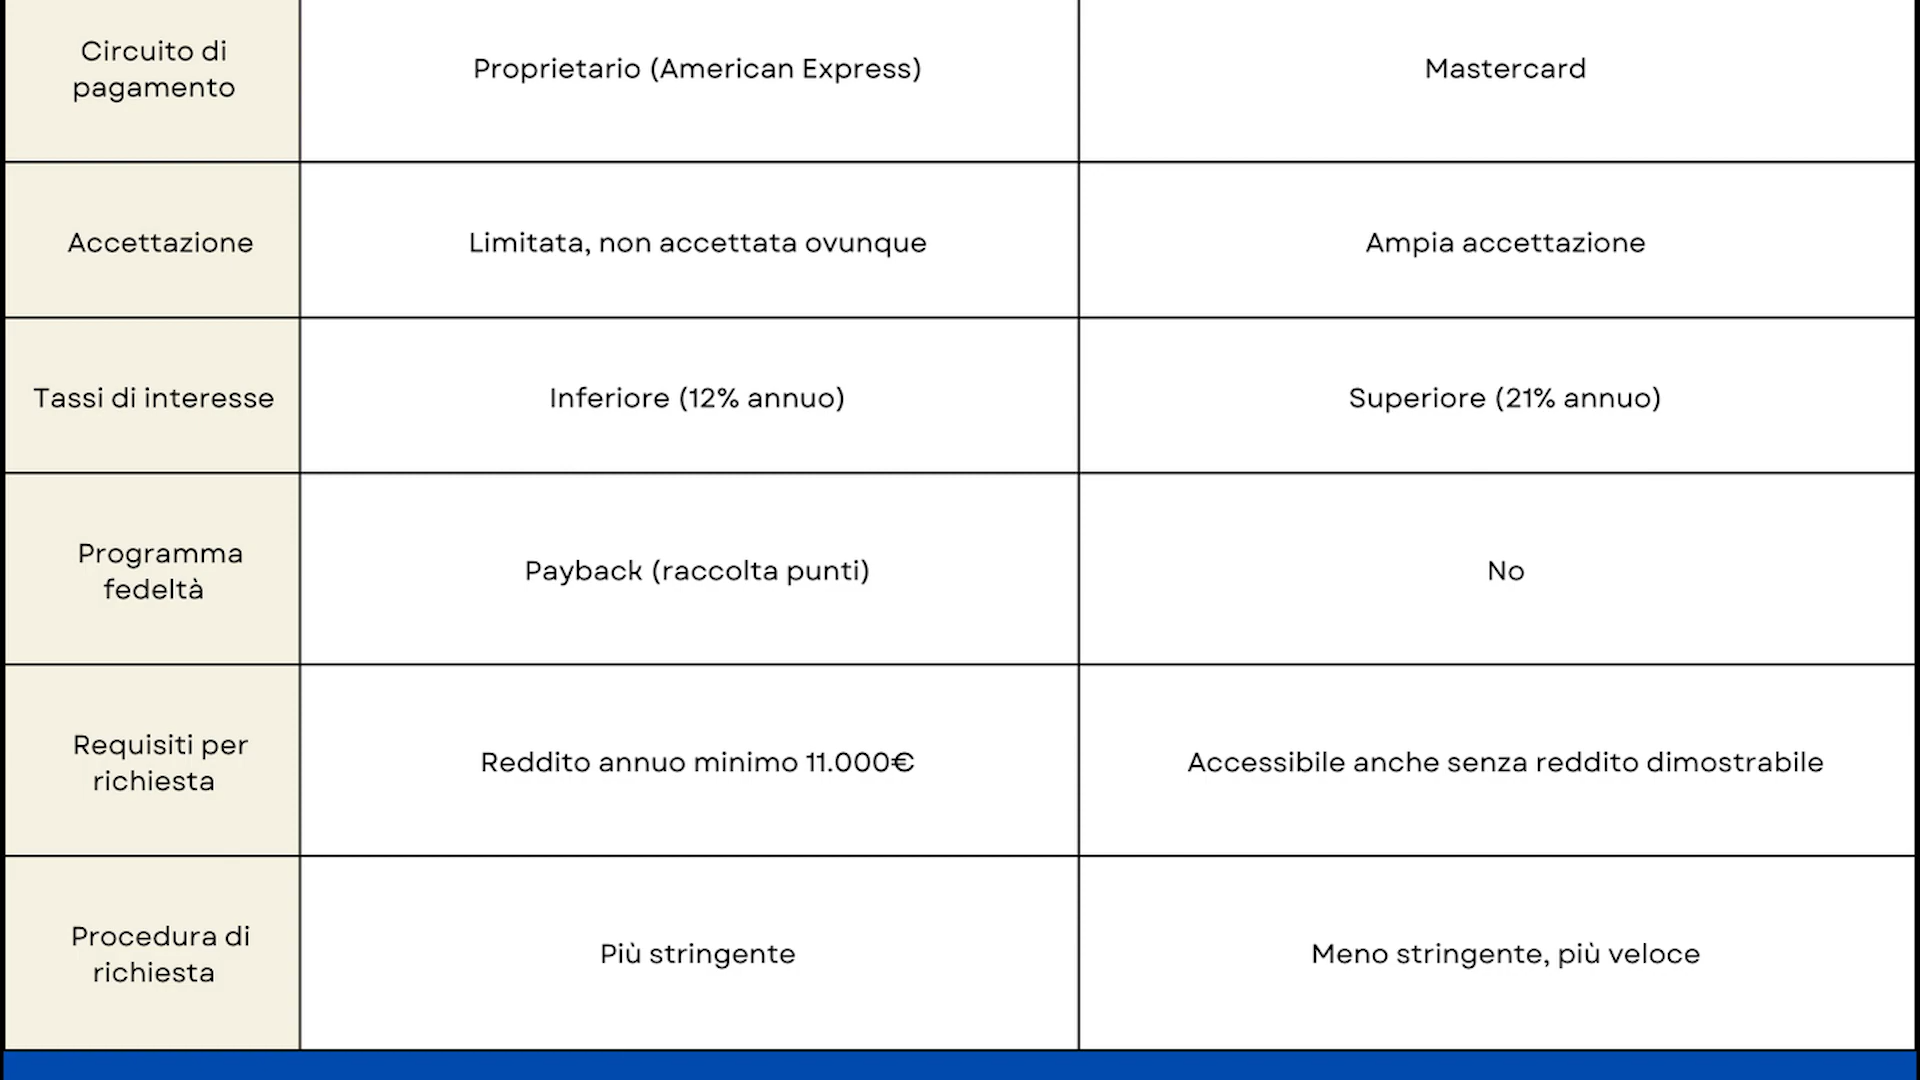 Circuito di
pagamento
Proprietario (American Express)
Mastercard
Accettazione
Limitata, non accettata ovunque
Ampia accettazione
Tassi di interesse
Inferiore (12% annuo)
Superiore (21% annuo)
Programma
fedeltà
Payback (raccolta punti)
No
Requisiti per
richiesta
Reddito annuo minimo 11.000€
Accessibile anche senza reddito dimostrabile
Procedura di
richiesta
Più stringente
Meno stringente, più veloce